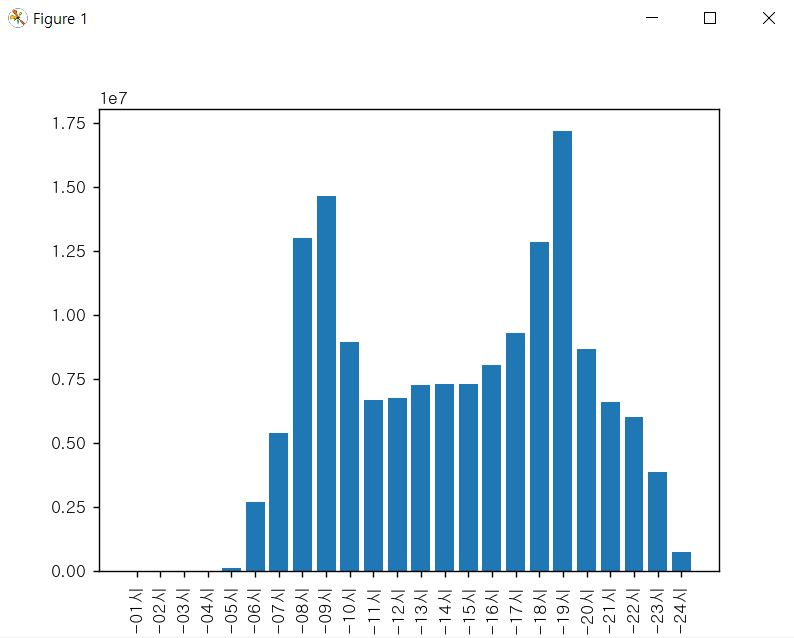 Figure 1
1e7
1.75
1.50
1.25
1.00
0.75
0.50
0.25
0.00
~01시
~02시
~03시
~04시
~05시
~06시
~07시
~08시
~09시
~10시
~11시
~12시
~13시
~14시
~15시
~16시
~17시
~18시
~19시
~20시
~21시
~22시
~23시
~24시